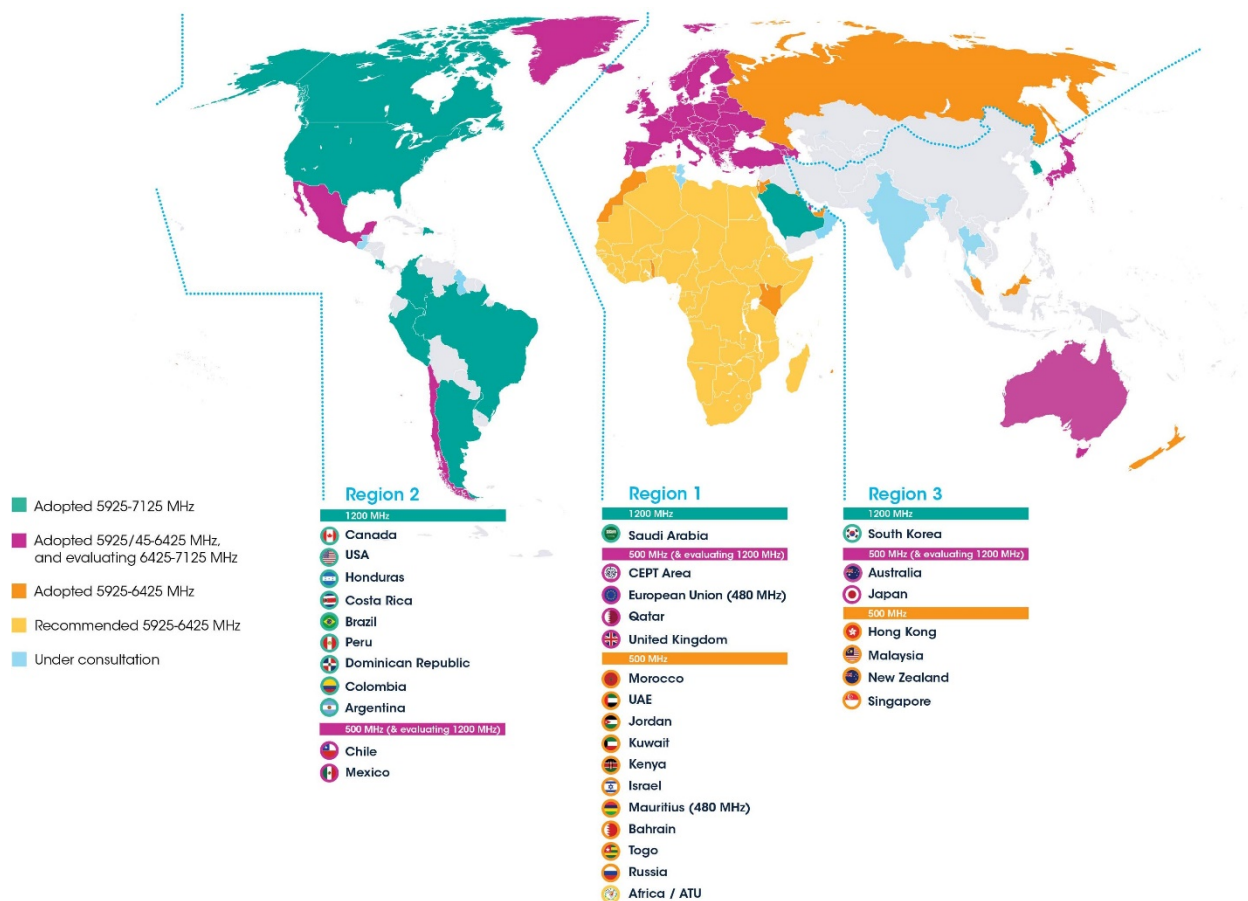 Adopted 5925-7125 MHz
Adopted 5925/45-6425 MHz,
and evaluating 6425-7125 MHz
Adopted 5925-6425 MHz
Recommended 5925-6425 MHz
Under consultation
Region 2
1200 MHz
Canada
USA
Honduras
Costa Rica
Brazil
Peru
Dominican Republic
Colombia
Argentina
500 MHz (& evaluating 1200 MHz)
Chile
Mexico
Region 1
1200 MHz
Saudi Arabia
500 MHz (& evaluating 1200 MHz)
CEPT Area
European Union (480 MHz)
Qatar
United Kingdom
500 MHz
Morocco
UAE
Jordan
Kuwait
Kenya
Israel
Mauritius (480 MHz)
Bahrain
Togo
Russia
Africa / ATU
Region 3
1200 MHz
South Korea
500 MHz (& evaluating 1200 MHz)
Australia
Japan
500 MHz
Hong Kong
Malaysia
New Zealand
Singapore